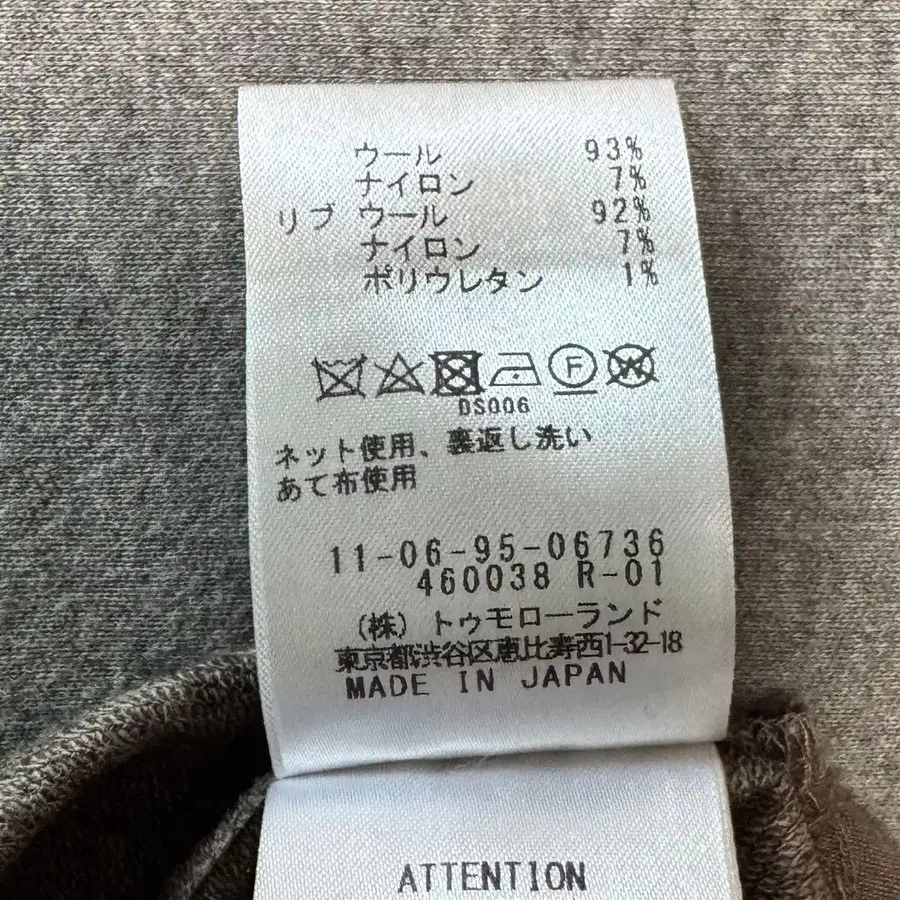 ウール 93%
ナイロン 7%
リブ ウール 92%
ナイロン 7%
ポリウレタン 1%
F W
DS006
ネット使用、裏返し洗い
あて布使用
11-06-95-06736
460038 R-01
(株)トゥモローランド
東京都渋谷区恵比寿西1-32-18
MADE IN JAPAN
ATTENTION